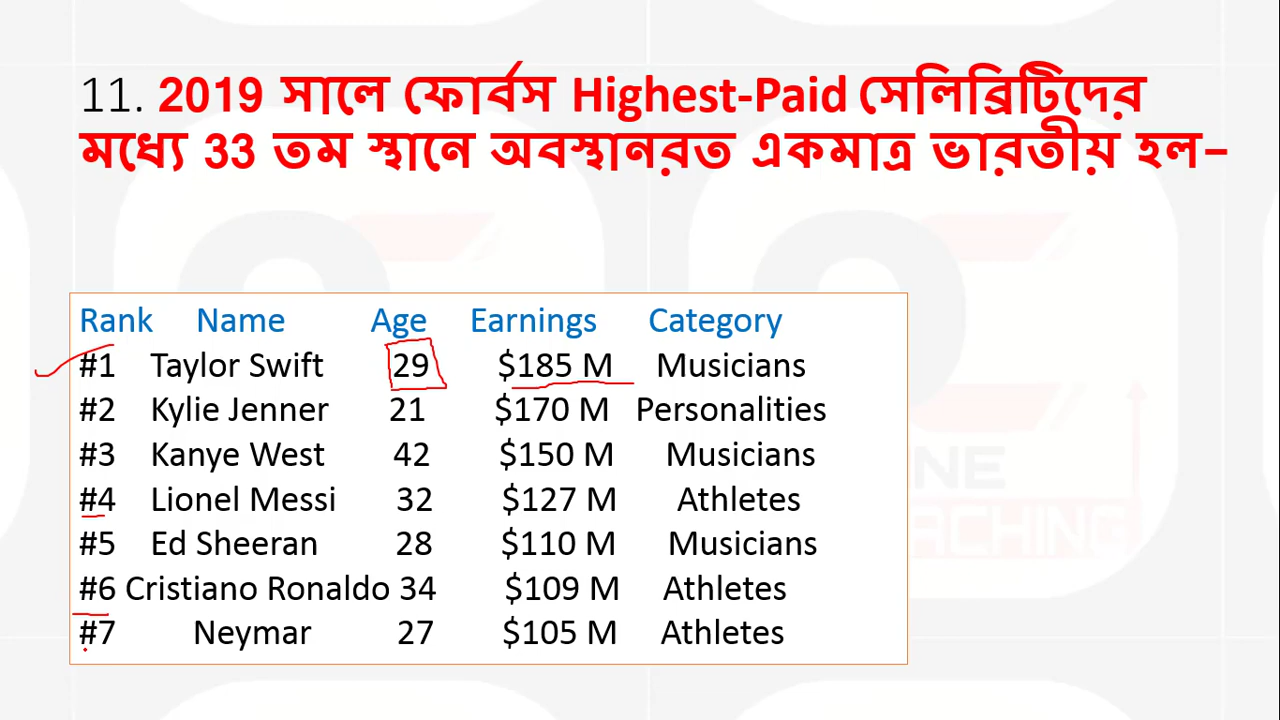 11. 2019 সালে ফোর্বস Highest-Paid সেলিব্রিটিদের
মধ্যে 33 তম স্থানে অবস্থানরত একমাত্র ভারতীয় হল–
Rank Name Age Earnings Category
#1 Taylor Swift 29 $185 M Musicians
#2 Kylie Jenner 21 $170 M Personalities
#3 Kanye West 42 $150 M Musicians
#4 Lionel Messi 32 $127 M Athletes
#5 Ed Sheeran 28 $110 M Musicians
#6 Cristiano Ronaldo 34 $109 M Athletes
#7 Neymar 27 $105 M Athletes